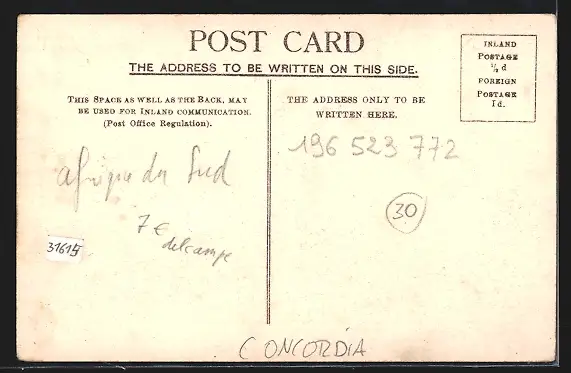 POST CARD
THE ADDRESS TO BE WRITTEN ON THIS SIDE.
INLAND
POSTAGE
½ d
FOREIGN
POSTAGE
1d.
THIS SPACE AS WELL AS THE BACK, MAY
BE USED FOR INLAND COMMUNICATION.
(Post Office Regulation).
THE ADDRESS ONLY TO BE
WRITTEN HERE.
196 523 772
afrique du Sud
30
7 €
delcampe
31615
CONCORDIA